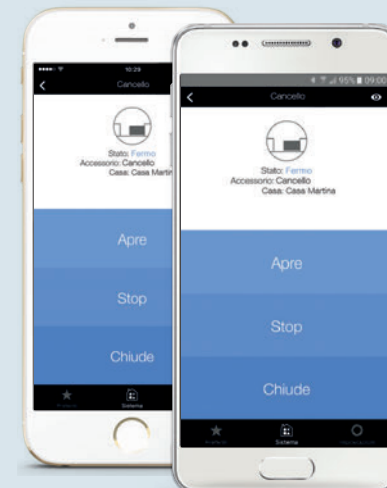 10:29
Cancello
Stato: Fermo
Accessorio: Cancello
Casa: Casa Martin
Apre
Stop
Chiude
Sistema
95% 09:00
Cancello
Stato: Fermo
Accessorio: Cancello
Casa: Casa Martina
Apre
Stop
Chiude
Sistema